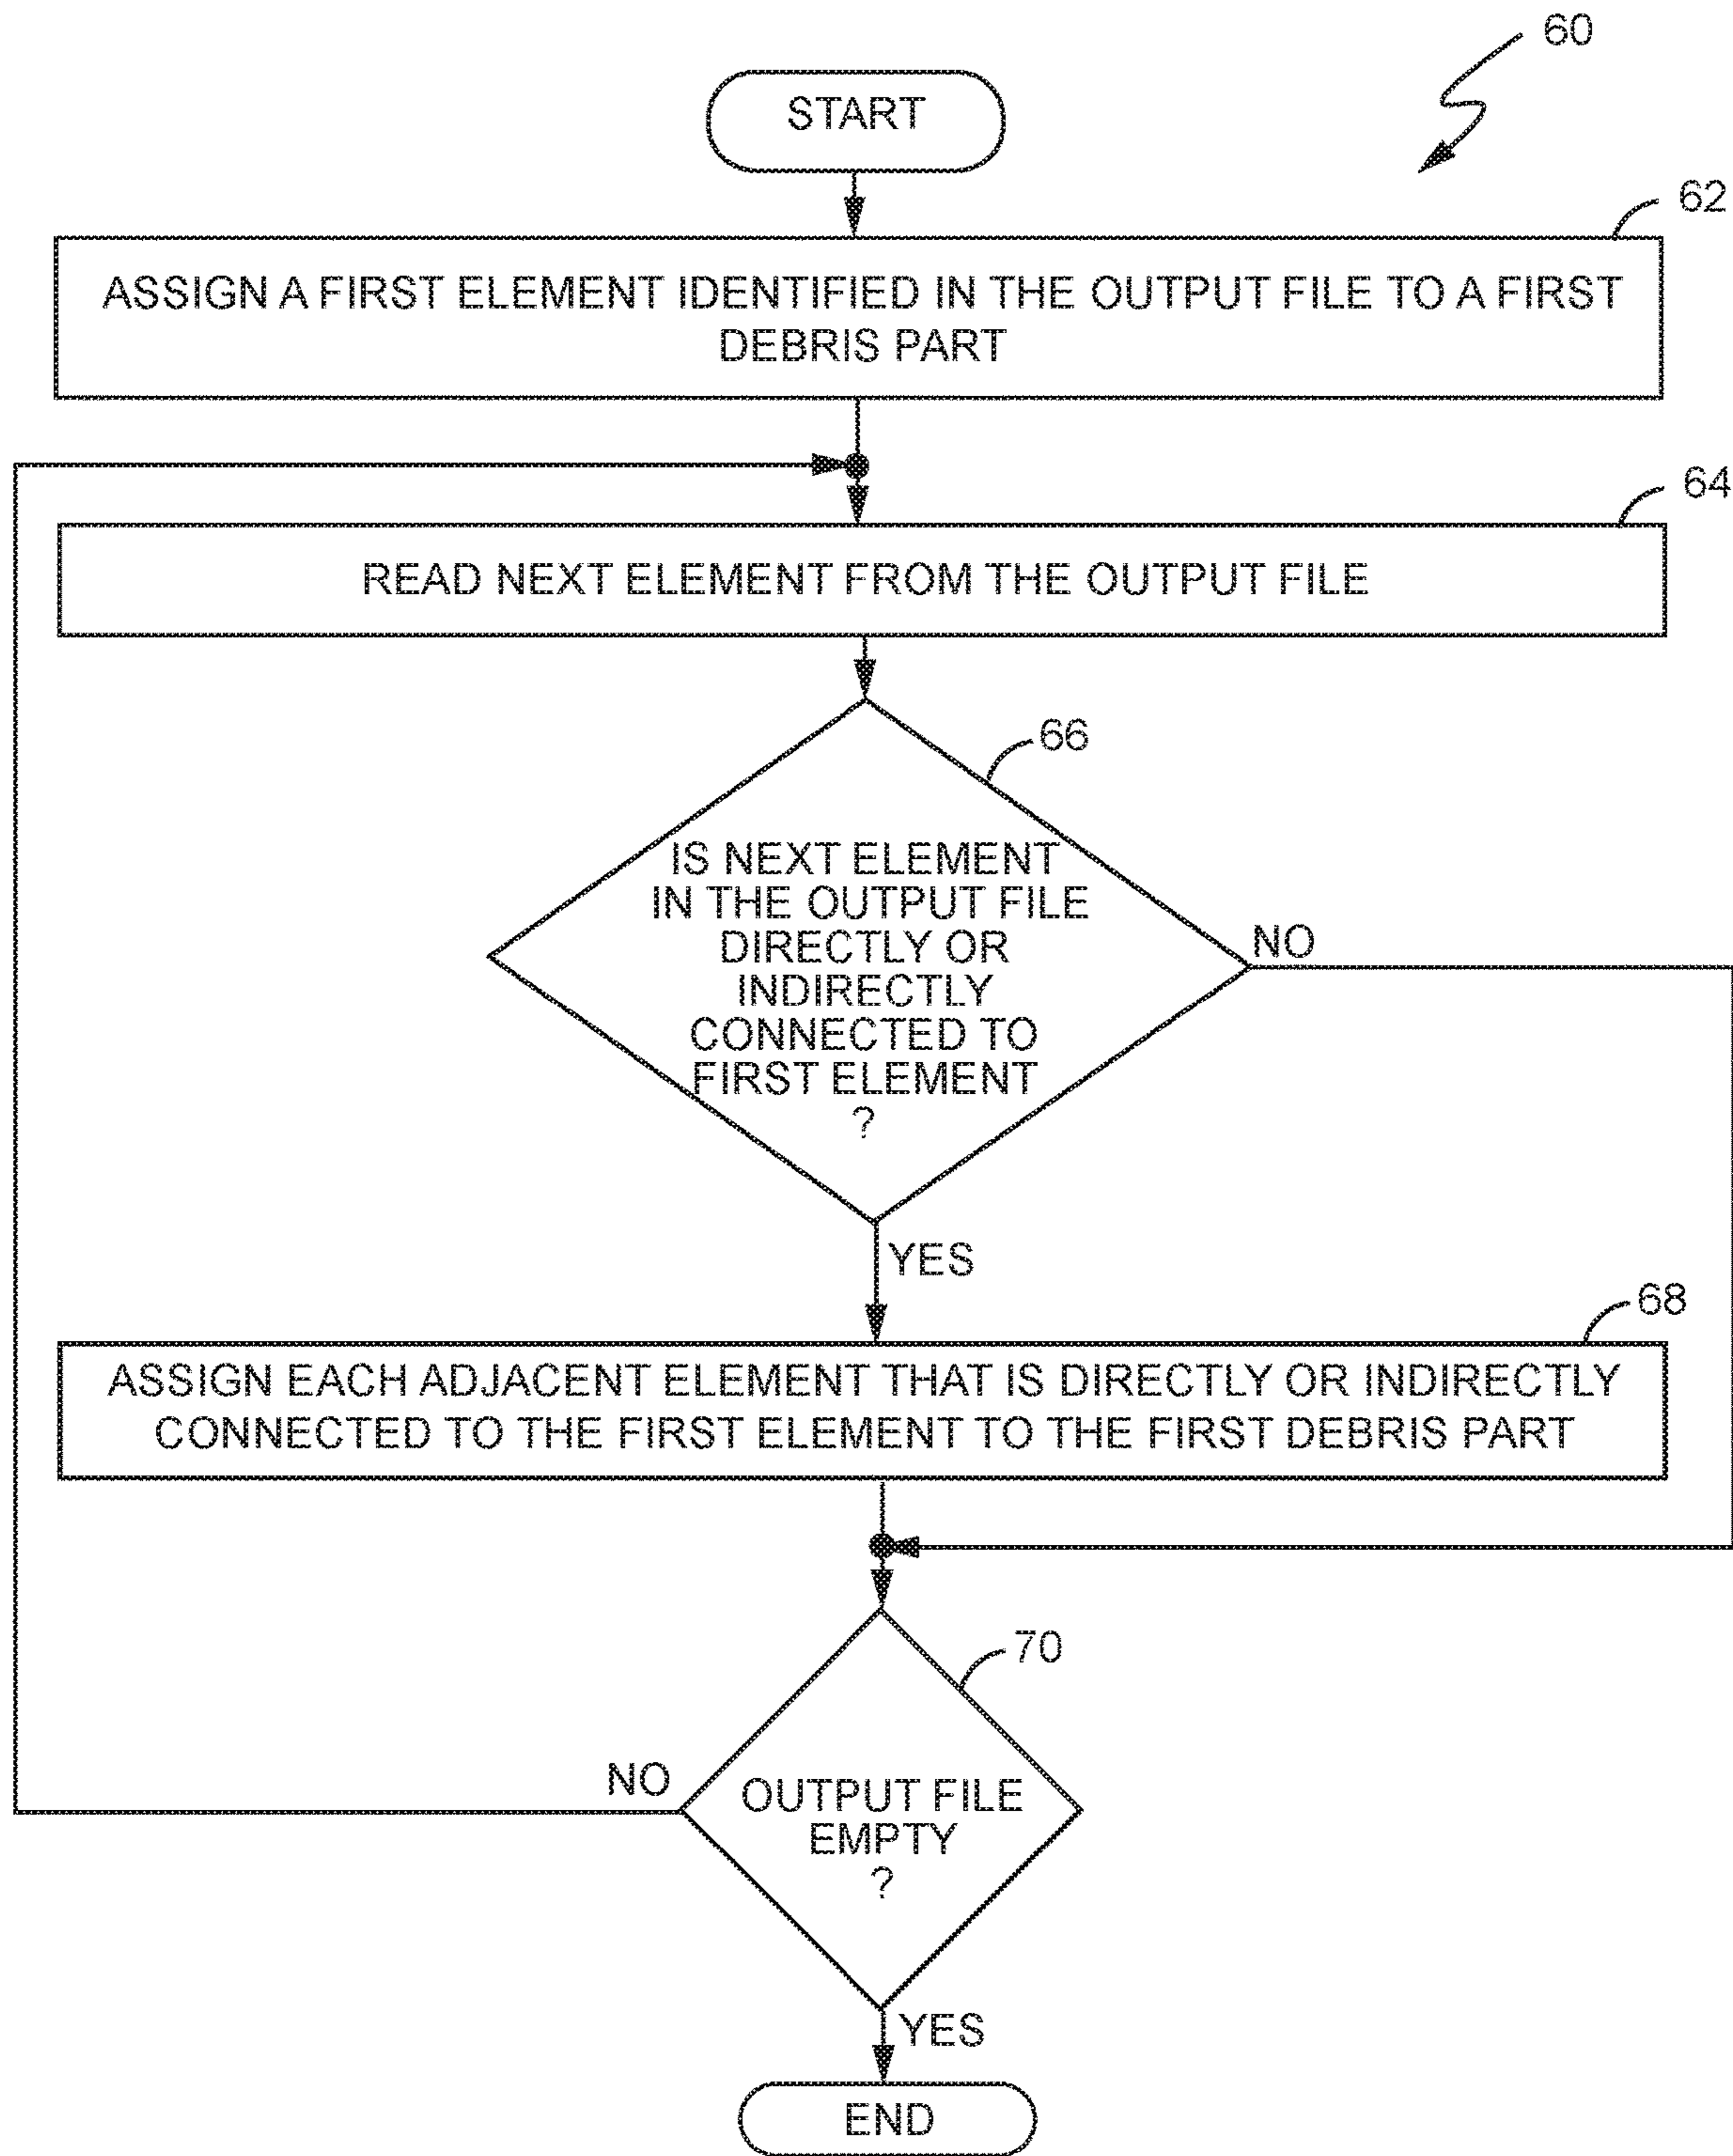 60
START
62
ASSIGN A FIRST ELEMENT IDENTIFIED IN THE OUTPUT FILE TO A FIRST
DEBRIS PART
64
READ NEXT ELEMENT FROM THE OUTPUT FILE
66
IS NEXT ELEMENT
IN THE OUTPUT FILE
DIRECTLY OR
INDIRECTLY
CONNECTED TO
FIRST ELEMENT
?
NO
YES
68
ASSIGN EACH ADJACENT ELEMENT THAT IS DIRECTLY OR INDIRECTLY
CONNECTED TO THE FIRST ELEMENT TO THE FIRST DEBRIS PART
70
NO
OUTPUT FILE
EMPTY
?
YES
END